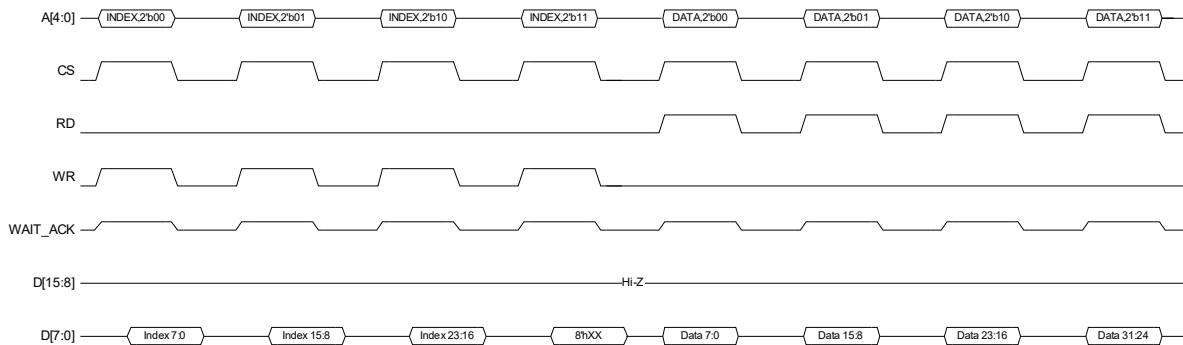 A[4:0] INDEX,2'b00 INDEX,2'b01 INDEX,2'b10 INDEX,2'b11 DATA,2'b00 DATA,2'b01 DATA,2'b10 DATA,2'b11
CS
RD
WR
WAIT_ACK
D[15:8] Hi-Z
D[7:0] Index 7:0 Index 15:8 Index 23:16 8'hXX Data 7:0 Data 15:8 Data 23:16 Data 31:24